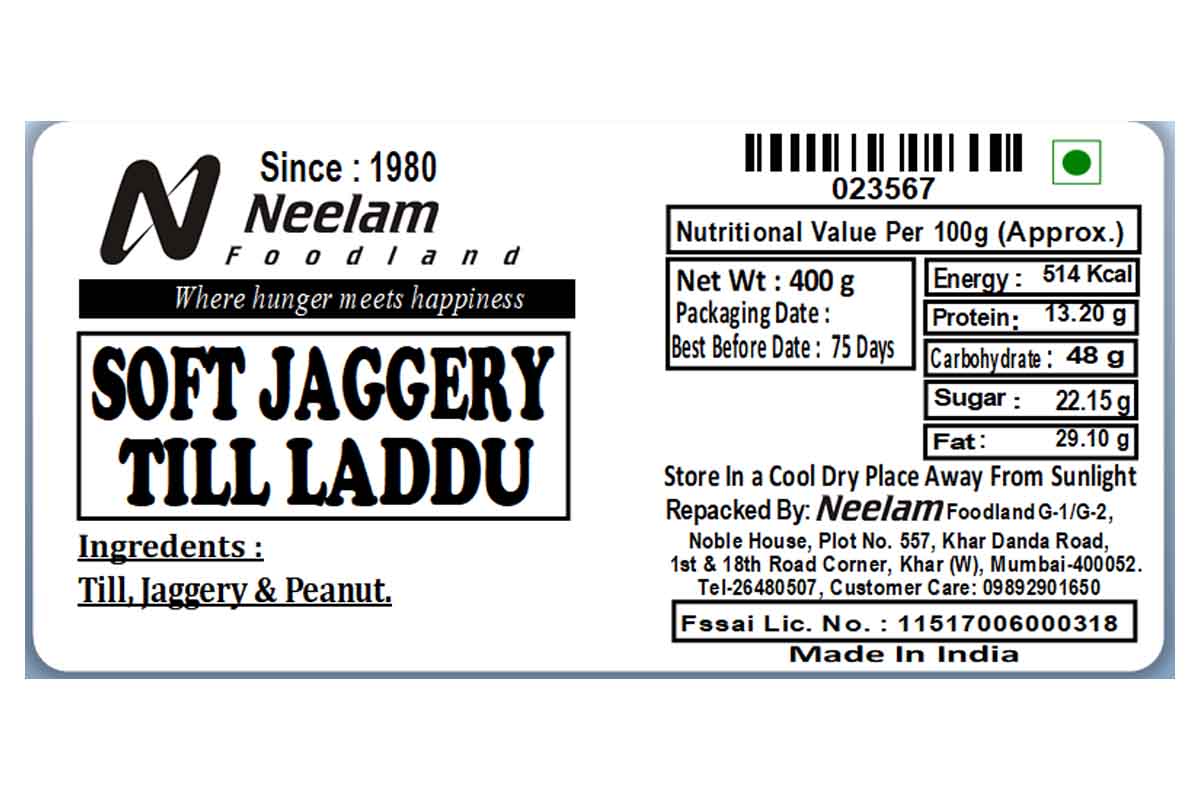 Since : 1980
Neelam
Foodland
Where hunger meets happiness
SOFT JAGGERY
TILL LADDU
Ingredents :
Till, Jaggery & Peanut.
023567
Nutritional Value Per 100g (Approx.)
Net Wt : 400 g
Packaging Date :
Best Before Date : 75 Days
Energy : 514 Kcal
Protein: 13.20 g
Carbohydrate : 48 g
Sugar : 22.15 g
Fat : 29.10 g
Store In a Cool Dry Place Away From Sunlight
Repacked By: Neelam Foodland G-1/G-2,
Noble House, Plot No. 557, Khar Danda Road,
1st & 18th Road Corner, Khar (W), Mumbai-400052.
Tel-26480507, Customer Care: 09892901650
Fssai Lic. No. : 11517006000318
Made In India